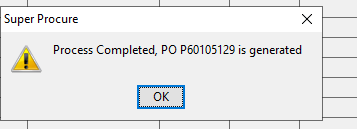 Super Procure
Process Completed, PO P60105129 is generated
OK